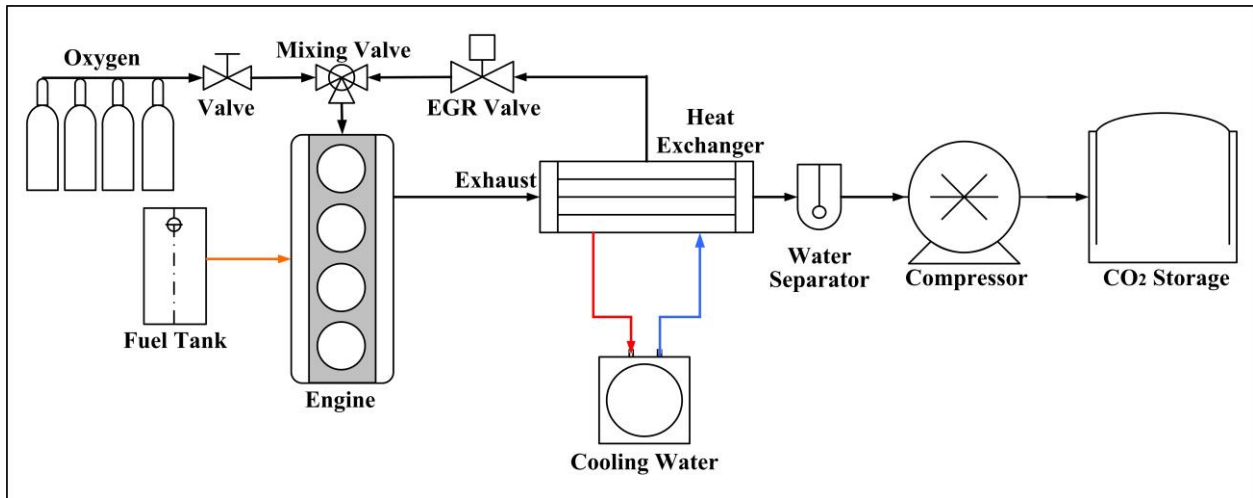 Oxygen
Mixing Valve
Valve
EGR Valve
Heat
Exchanger
Exhaust
Water
Separator
Compressor
CO2 Storage
Fuel Tank
Engine
Cooling Water